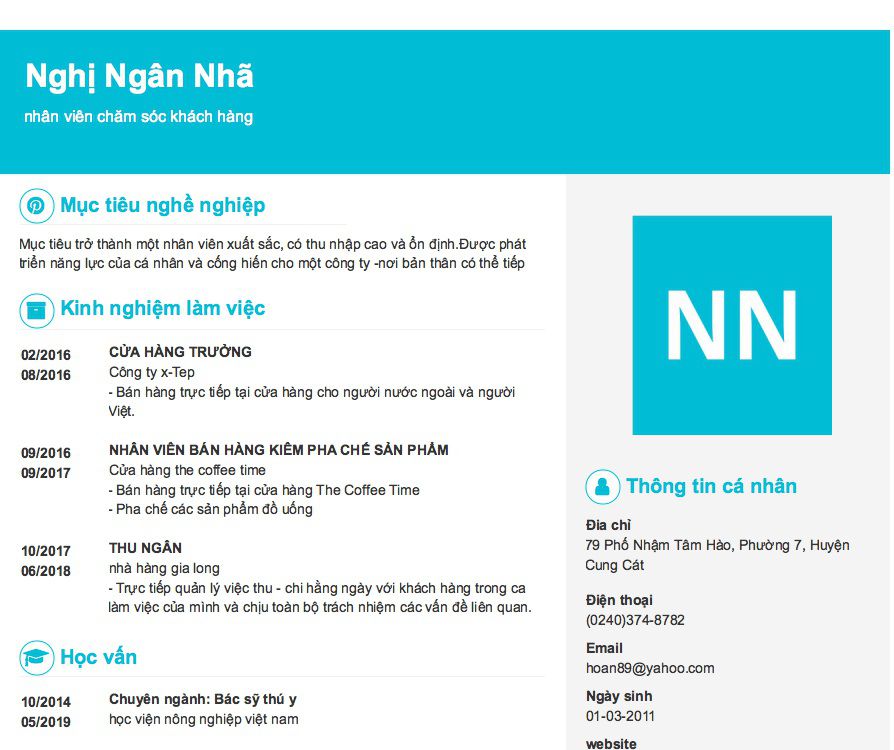 Nghị Ngân Nhã
nhân viên chăm sóc khách hàng
Mục tiêu nghề nghiệp
Mục tiêu trở thành một nhân viên xuất sắc, có thu nhập cao và ổn định.Được phát
triển năng lực của cá nhân và cống hiến cho một công ty -nơi bản thân có thể tiếp
Kinh nghiệm làm việc
02/2016
08/2016
CỬA HÀNG TRƯỞNG
Công ty x-Tep
- Bán hàng trực tiếp tại cửa hàng cho người nước ngoài và người
Việt.
09/2016
09/2017
NHÂN VIÊN BÁN HÀNG KIÊM PHA CHẾ SẢN PHẨM
Cửa hàng the coffee time
- Bán hàng trực tiếp tại cửa hàng The Coffee Time
- Pha chế các sản phẩm đồ uống
10/2017
06/2018
THU NGÂN
nhà hàng gia long
- Trực tiếp quản lý việc thu - chi hằng ngày với khách hàng trong ca
làm việc của mình và chịu toàn bộ trách nhiệm các vấn đề liên quan.
Học vấn
10/2014
05/2019
Chuyên ngành: Bác sỹ thú y
học viện nông nghiệp việt nam
NN
Thông tin cá nhân
Địa chỉ
79 Phố Nhậm Tâm Hào, Phường 7, Huyện
Cung Cát
Điện thoại
(0240)374-8782
Email
hoan89@yahoo.com
Ngày sinh
01-03-2011
website